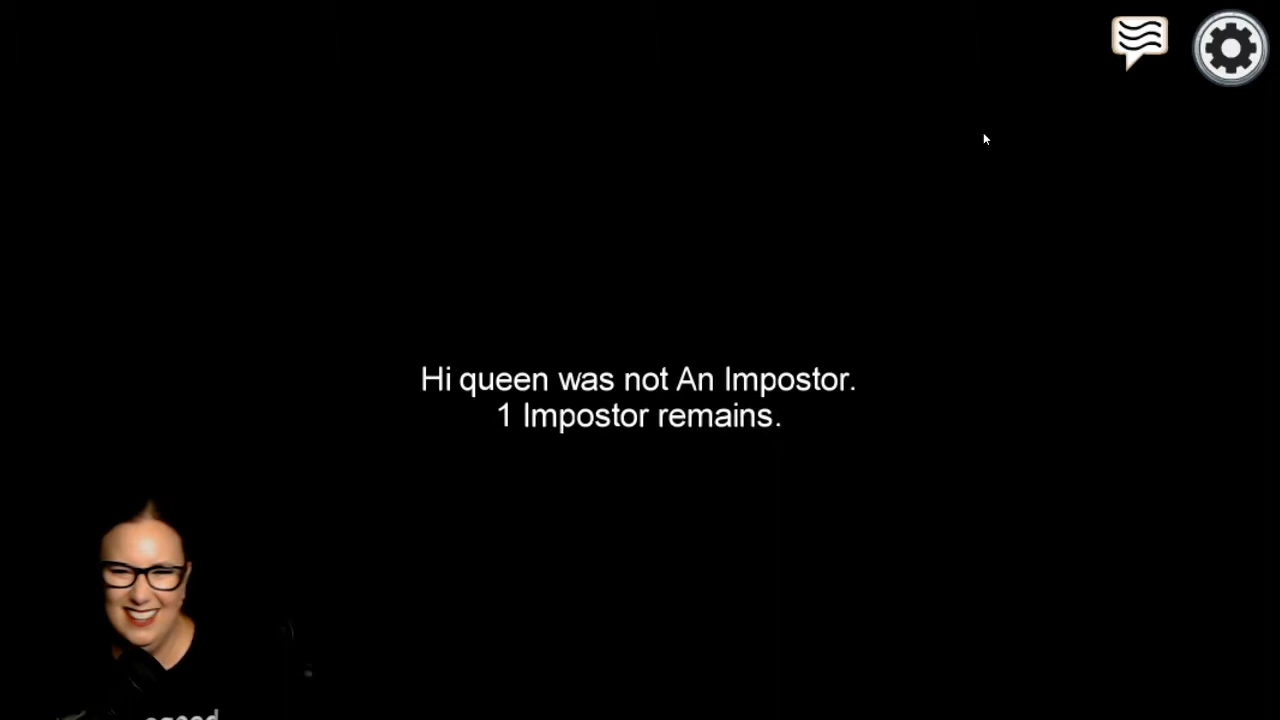 Hi queen was not An Impostor.
1 Impostor remains.